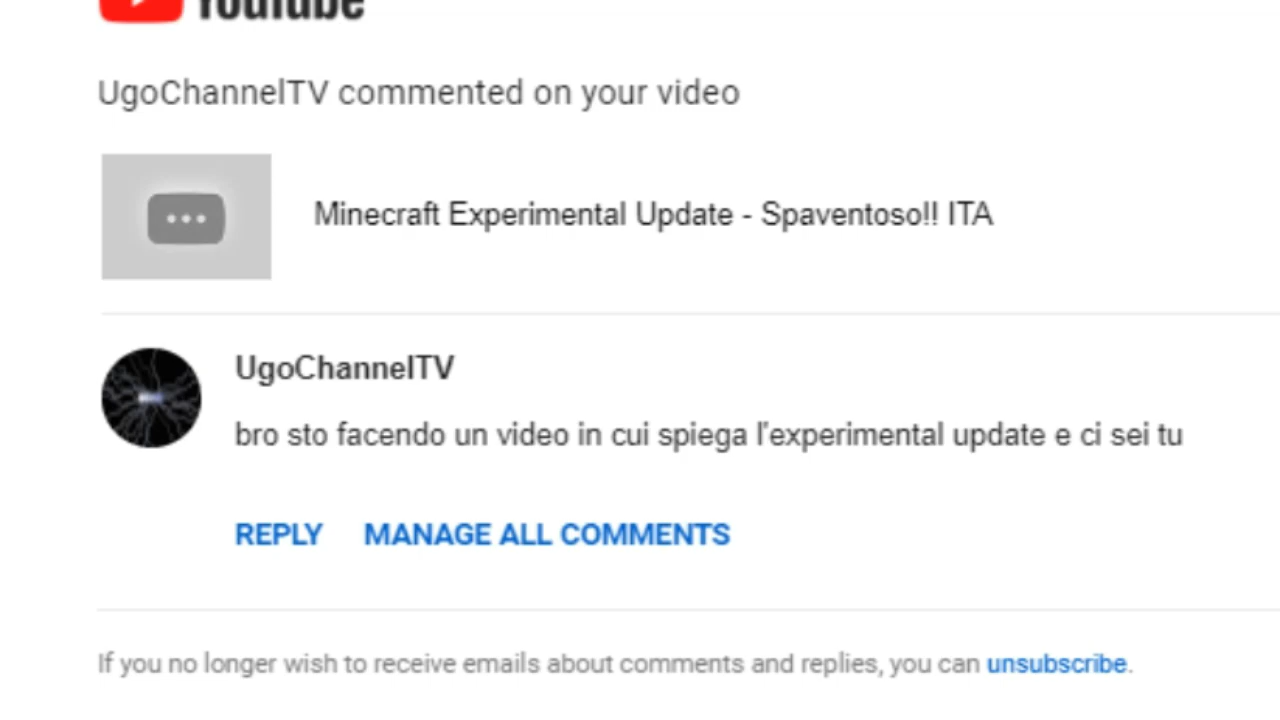 YouTube
UgoChannelTV commented on your video
Minecraft Experimental Update - Spaventoso!! ITA
UgoChannelTV
bro sto facendo un video in cui spiega l'experimental update e ci sei tu
REPLY MANAGE ALL COMMENTS
If you no longer wish to receive emails about comments and replies, you can unsubscribe.